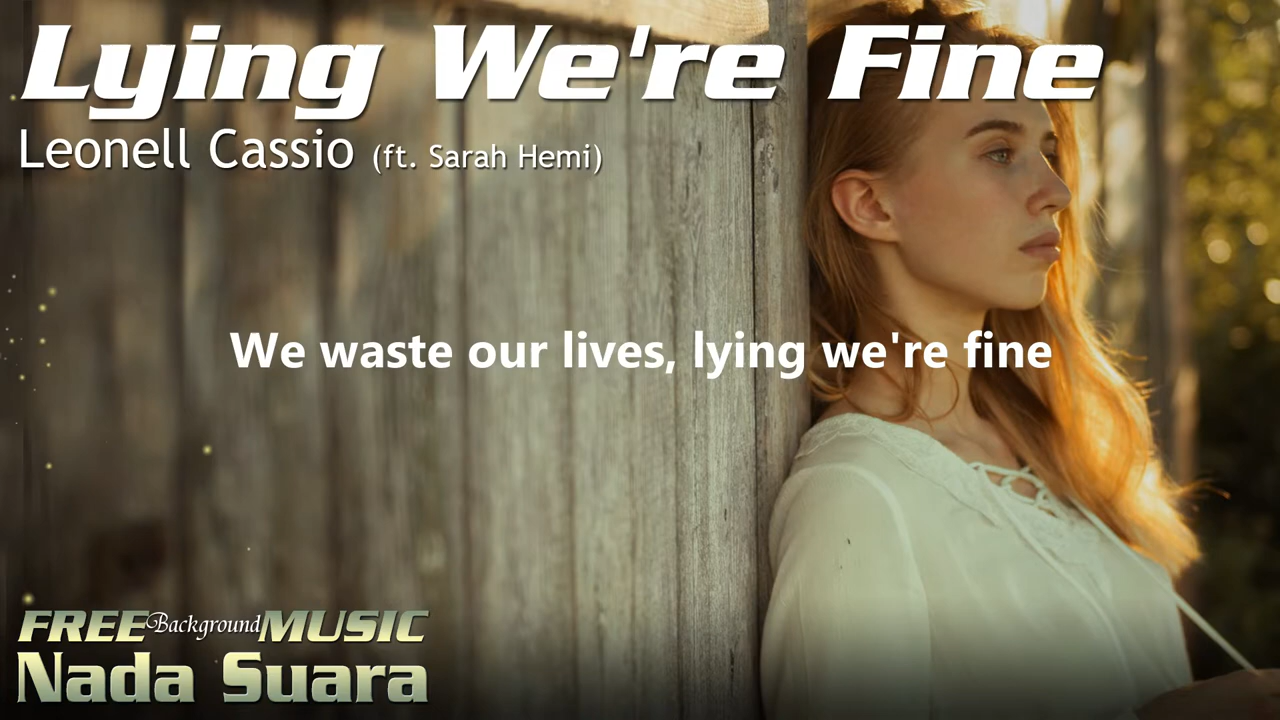 Lying We're Fine
Leonell Cassio (ft. Sarah Hemi)
We waste our lives, lying we're fine
FREE Background MUSIC
Nada Suara